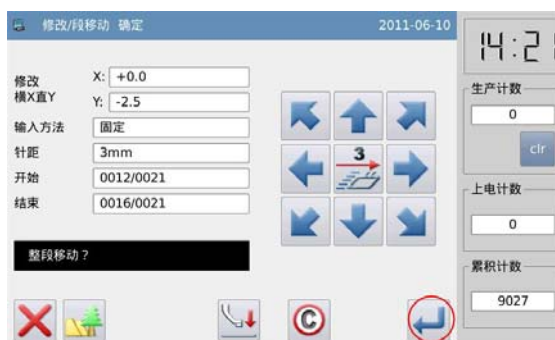 修改/段移动 确定 2011-06-10
14:2
修改
横X直Y
X: +0.0
Y: -2.5
输入方法 固定
针距 3mm
开始 0012/0021
结束 0016/0021
整段移动？
3
C
生产计数
0
clr
上电计数
0
累积计数
9027